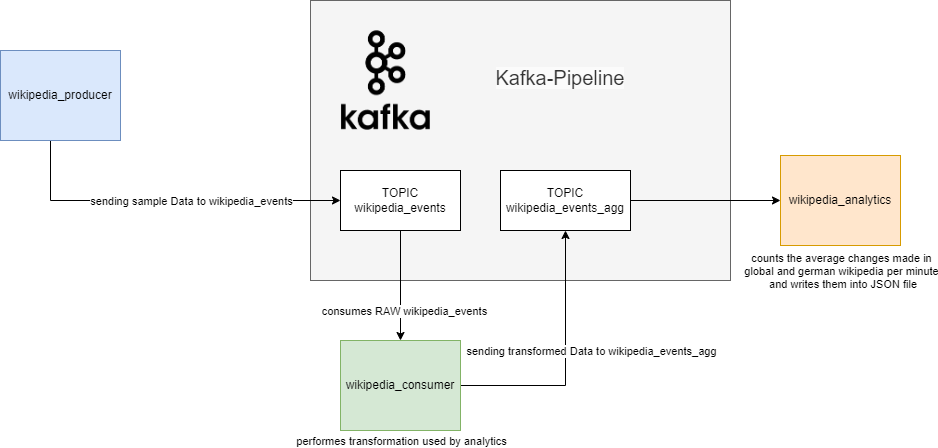 wikipedia_producer
kafka
Kafka-Pipeline
sending sample Data to wikipedia_events
TOPIC
wikipedia_events
TOPIC
wikipedia_events_agg
wikipedia_analytics
counts the average changes made in
global and german wikipedia per minute
and writes them into JSON file
consumes RAW wikipedia_events
sending transformed Data to wikipedia_events_agg
wikipedia_consumer
performes transformation used by analytics